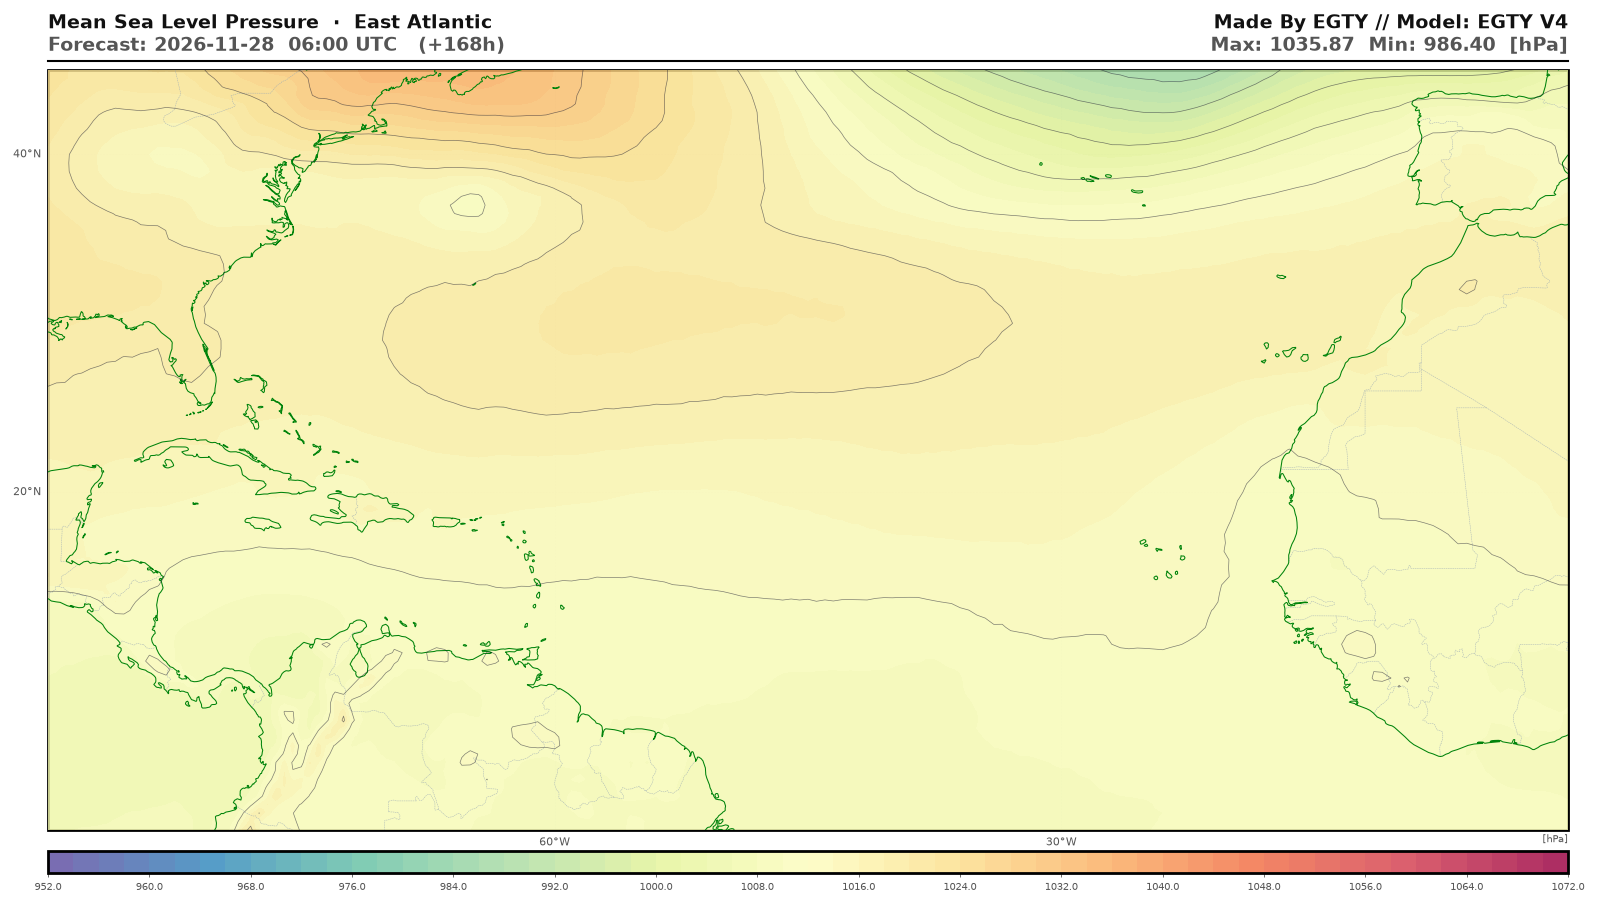 Mean Sea Level Pressure · East Atlantic
Made By EGTY // Model: EGTY V4
Forecast: 2026-11-28 06:00 UTC (+168h)
Max: 1035.87 Min: 986.40 [hPa]
40°N
20°N
60°W
30°W
[hPa]
952.0 960.0 968.0 976.0 984.0 992.0 1000.0 1008.0 1016.0 1024.0 1032.0 1040.0 1048.0 1056.0 1064.0 1072.0